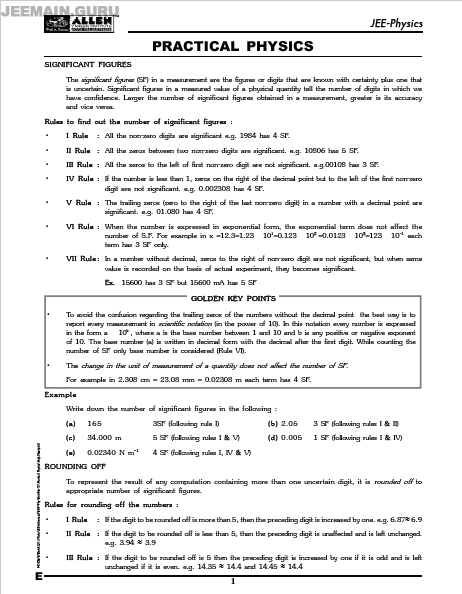 JEEMAIN.GURU
ALLEN
JEE-Physics
PRACTICAL PHYSICS
SIGNIFICANT FIGURES
The significant figures (SF) in a measurement are the figures or digits that are known with certainty plus one that
is uncertain. Significant figures in a measured value of a physical quantity tell the number of digits in which we
have confidence. Larger the number of significant figures obtained in a measurement, greater is its accuracy
and vice versa.
Rules to find out the number of significant figures :
• I Rule : All the non-zero digits are significant e.g. 1984 has 4 SF.
• II Rule : All the zeros between two non-zero digits are significant. e.g. 10806 has 5 SF.
• III Rule : All the zeros to the left of first non-zero digit are not significant. e.g.00108 has 3 SF.
• IV Rule : If the number is less than 1, zeros on the right of the decimal point but to the left of the first non-zero
digit are not significant. e.g. 0.002308 has 4 SF.
• V Rule : The trailing zeros (zero to the right of the last non-zero digit) in a number with a decimal point are
significant. e.g. 01.080 has 4 SF.
• VI Rule : When the number is expressed in exponential form, the exponential term does not affect the
number of S.F. For example in x =12.3=1.23 10¹=0.123 10² =0.0123 10³=123 10⁻¹ each
term has 3 SF only.
• VII Rule : In a number without decimal, zeros to the right of non-zero digit are not significant, but when same
value is recorded on the basis of actual experiment, they becomes significant.
Ex. 15600 has 3 SF but 15600 mA has 5 SF
GOLDEN KEY POINTS
• To avoid the confusion regarding the trailing zeros of the numbers without the decimal point the best way is to
report every measurement in scientific notation (in the power of 10). In this notation every number is expressed
in the form a 10ᵇ, where a is the base number between 1 and 10 and b is any positive or negative exponent
of 10. The base number (a) is written in decimal form with the decimal after the first digit. While counting the
number of SF only base number is considered (Rule VI).
• The change in the unit of measurement of a quantity does not affect the number of SF.
For example in 2.308 cm = 23.08 mm = 0.02308 m each term has 4 SF.
Example
Write down the number of significant figures in the following :
(a) 165 3SF (following rule I) (b) 2.05 3 SF (following rules I & II)
(c) 34.000 m 5 SF (following rules I & V) (d) 0.005 1 SF (following rules I & IV)
(e) 0.02340 N m⁻¹ 4 SF (following rules I, IV & V)
ROUNDING OFF
To represent the result of any computation containing more than one uncertain digit, it is rounded off to
appropriate number of significant figures.
Rules for rounding off the numbers :
• I Rule : If the digit to be rounded off is more than 5, then the preceding digit is increased by one. e.g. 6.87≈ 6.9
• II Rule : If the digit to be rounded off is less than 5, than the preceding digit is unaffected and is left unchanged.
e.g. 3.94 ≈ 3.9
• III Rule : If the digit to be rounded off is 5 then the preceding digit is increased by one if it is odd and is left
unchanged if it is even. e.g. 14.35 ≈ 14.4 and 14.45 ≈ 14.4
E
1